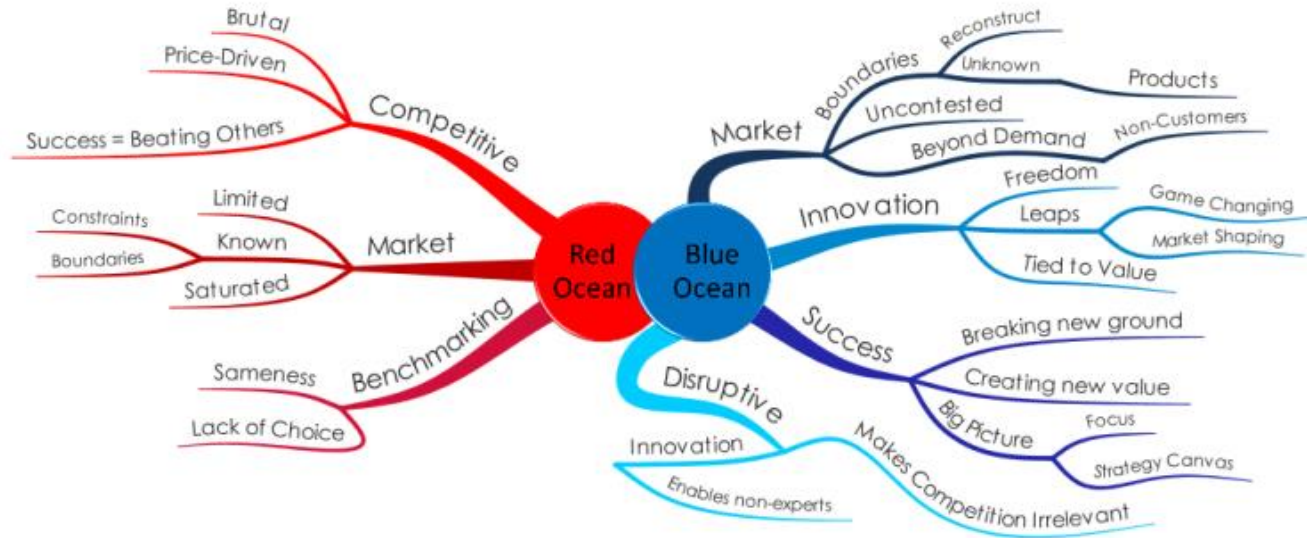 Brutal
Price-Driven
Success = Beating Others
Competitive
Limited
Constraints
Known
Boundaries
Saturated
Market
Sameness
Lack of Choice
Benchmarking
Red
Ocean
Blue
Ocean
Market
Boundaries
Reconstruct
Unknown
Products
Uncontested
Beyond Demand
Non-Customers
Innovation
Freedom
Leaps
Game Changing
Market Shaping
Tied to Value
Success
Breaking new ground
Creating new value
Big Picture
Focus
Strategy Canvas
Disruptive
Innovation
Enables non-experts
Makes Competition Irrelevant